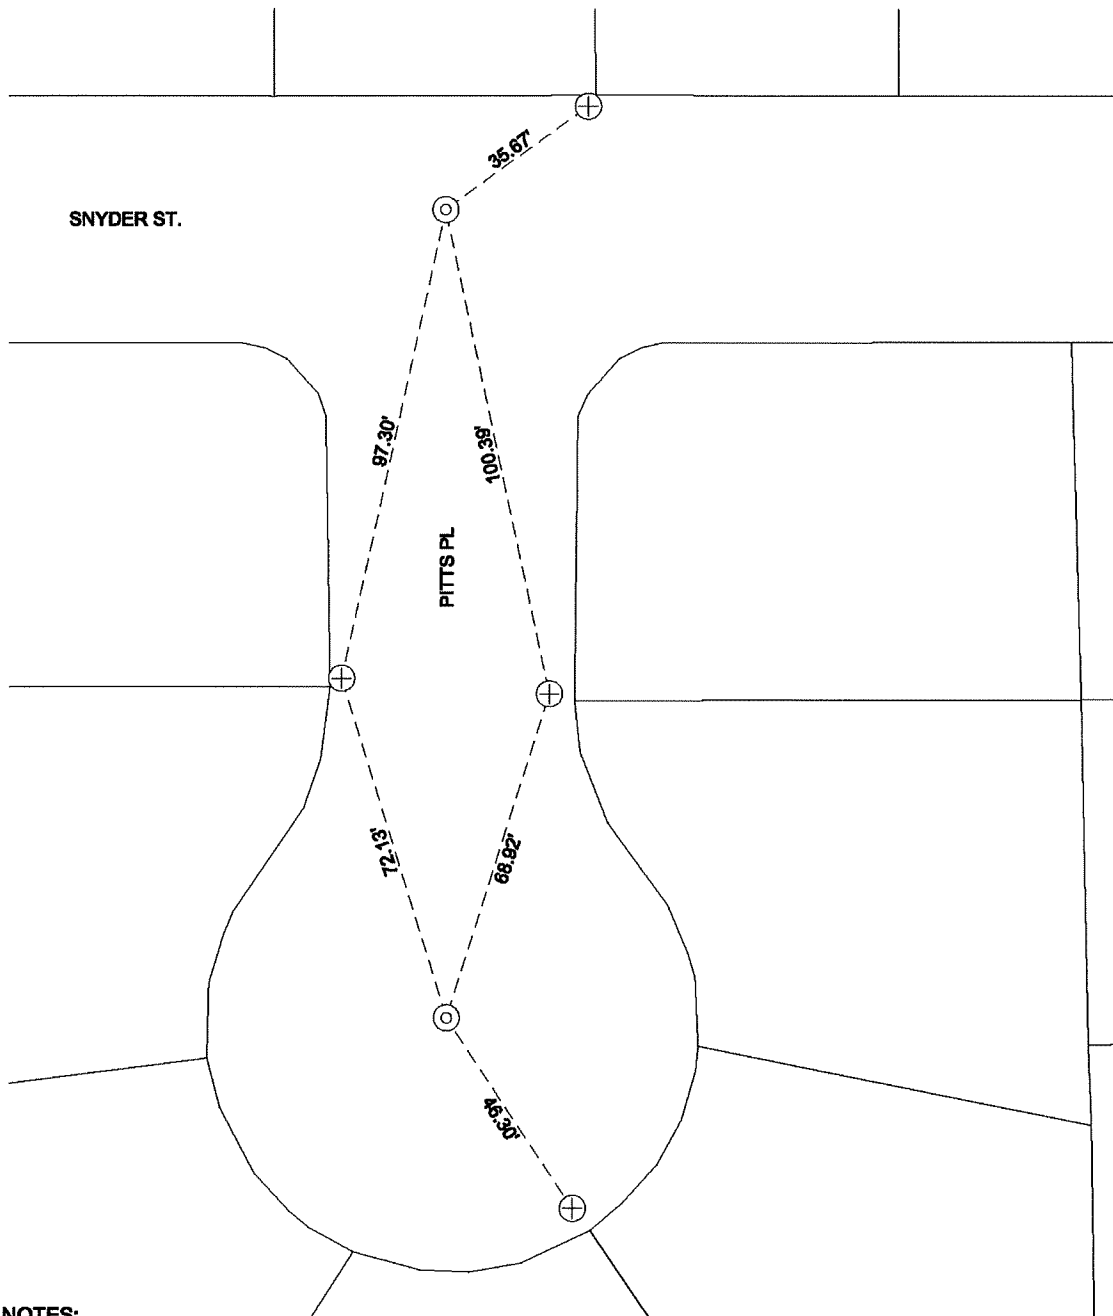 35.67'
SNYDER ST.
97.30'
100.39'
PITTS PL
72.13'
68.92'
46.30'
NOTES: